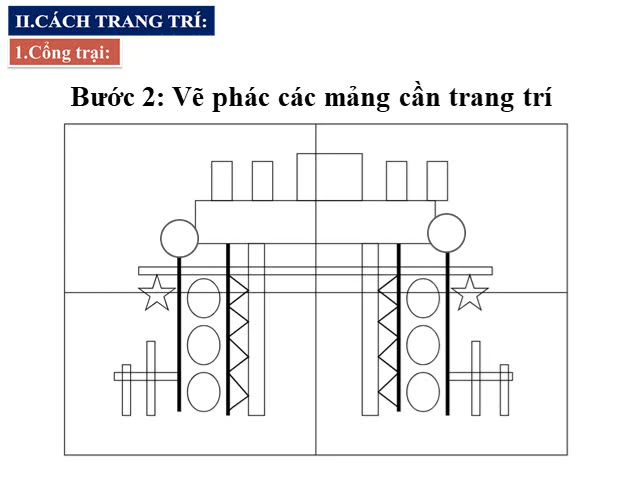 II.CÁCH TRANG TRÍ:
1.Cổng trại:
Bước 2: Vẽ phác các mảng cần trang trí